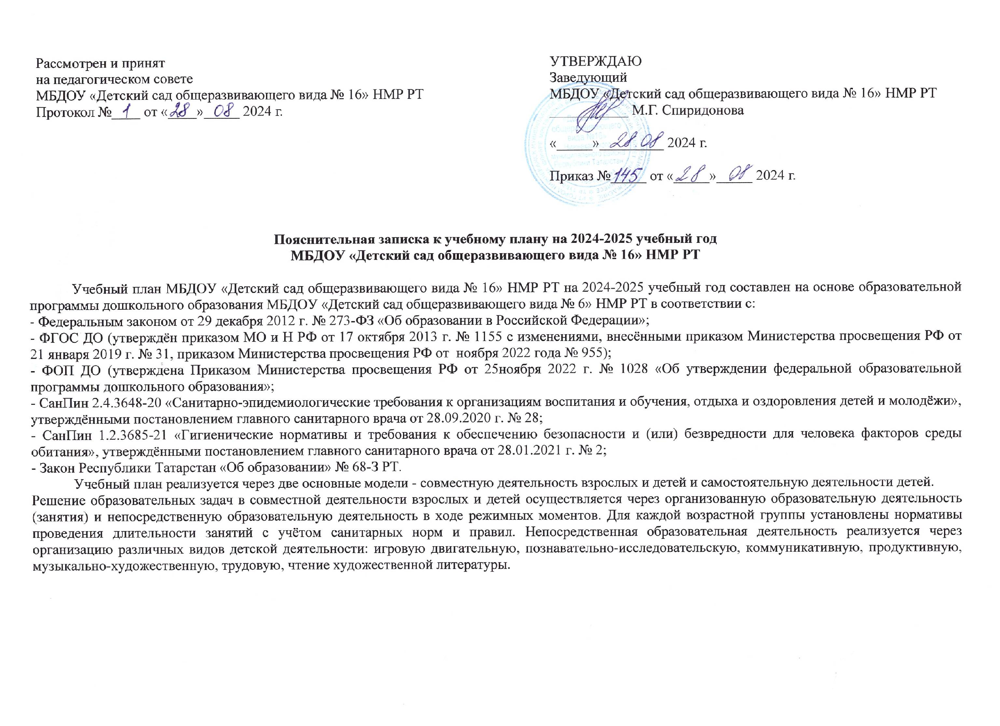 Рассмотрен и принят
на педагогическом совете
МБДОУ «Детский сад общеразвивающего вида № 16» НМР РТ
Протокол №1 от «28» 08 2024 г.
УТВЕРЖДАЮ
Заведующий
МБДОУ «Детский сад общеразвивающего вида № 16» НМР РТ
М.Г. Спиридонова
общеразвивающего
вида №16»
муниципального района
Республики Татарстан
«____» 28.08 2024 г.
Приказ №145 от «28» 08 2024 г.
Пояснительная записка к учебному плану на 2024-2025 учебный год
МБДОУ «Детский сад общеразвивающего вида № 16» НМР РТ
Учебный план МБДОУ «Детский сад общеразвивающего вида № 16» НМР РТ на 2024-2025 учебный год составлен на основе образовательной
программы дошкольного образования МБДОУ «Детский сад общеразвивающего вида № 6» НМР РТ в соответствии с:
- Федеральным законом от 29 декабря 2012 г. № 273-ФЗ «Об образовании в Российской Федерации»;
- ФГОС ДО (утверждён приказом МО и Н РФ от 17 октября 2013 г. № 1155 с изменениями, внесёнными приказом Министерства просвещения РФ от
21 января 2019 г. № 31, приказом Министерства просвещения РФ от ноября 2022 года № 955);
- ФОП ДО (утверждена Приказом Министерства просвещения РФ от 25ноября 2022 г. № 1028 «Об утверждении федеральной образовательной
программы дошкольного образования»;
- СанПин 2.4.3648-20 «Санитарно-эпидемиологические требования к организациям воспитания и обучения, отдыха и оздоровления детей и молодёжи»,
утверждёнными постановлением главного санитарного врача от 28.09.2020 г. № 28;
- СанПин 1.2.3685-21 «Гигиенические нормативы и требования к обеспечению безопасности и (или) безвредности для человека факторов среды
обитания», утверждёнными постановлением главного санитарного врача от 28.01.2021 г. № 2;
- Закон Республики Татарстан «Об образовании» № 68-З РТ.
Учебный план реализуется через две основные модели - совместную деятельность взрослых и детей и самостоятельную деятельности детей.
Решение образовательных задач в совместной деятельности взрослых и детей осуществляется через организованную образовательную деятельность
(занятия) и непосредственную образовательную деятельность в ходе режимных моментов. Для каждой возрастной группы установлены нормативы
проведения длительности занятий с учётом санитарных норм и правил. Непосредственная образовательная деятельность реализуется через
организацию различных видов детской деятельности: игровую двигательную, познавательно-исследовательскую, коммуникативную, продуктивную,
музыкально-художественную, трудовую, чтение художественной литературы.